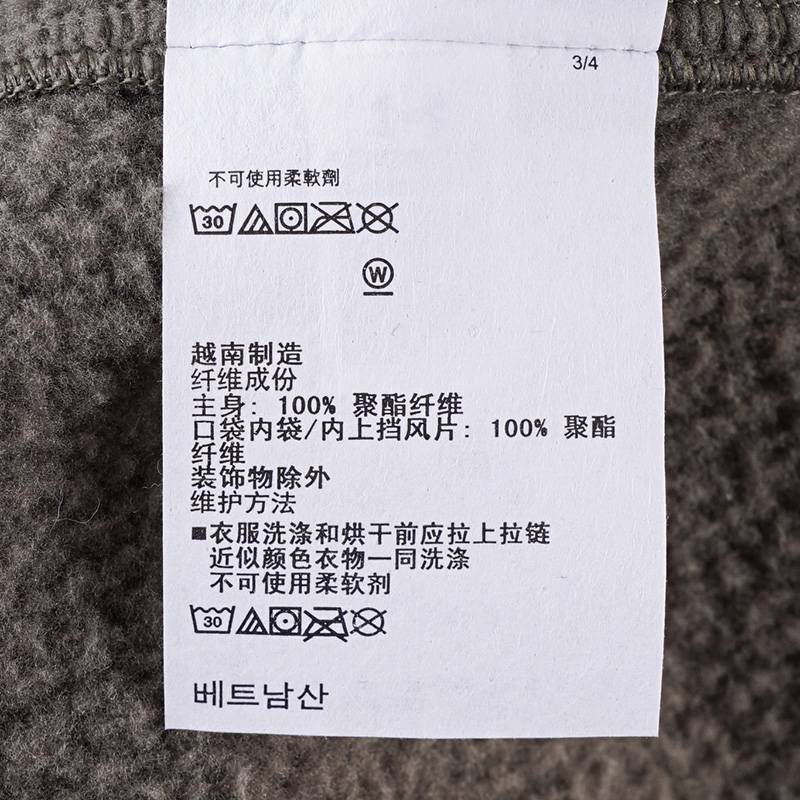 3/4
不可使用柔軟劑
30
W
越南制造
纤维成份
主身: 100% 聚酯纤维
口袋内袋/内上挡风片: 100% 聚酯
纤维
装饰物除外
维护方法
■衣服洗涤和烘干前应拉上拉链
近似颜色衣物一同洗涤
不可使用柔软剂
30
베트남산